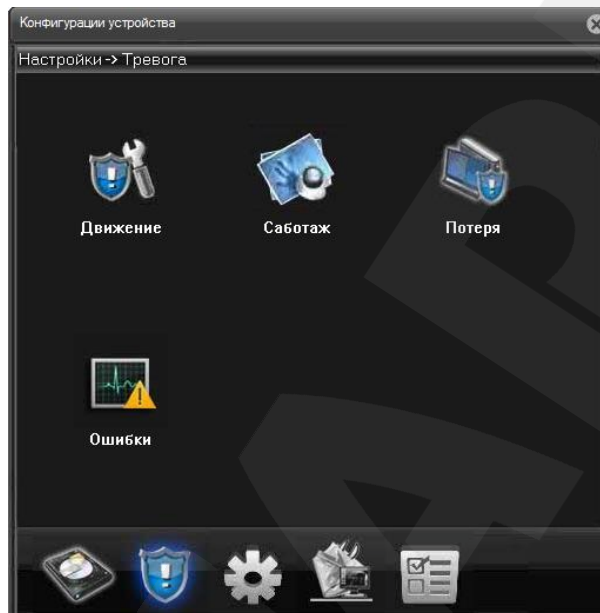 Конфигурации устройства
Настройки -> Тревога
Движение
Саботаж
Потеря
Ошибки